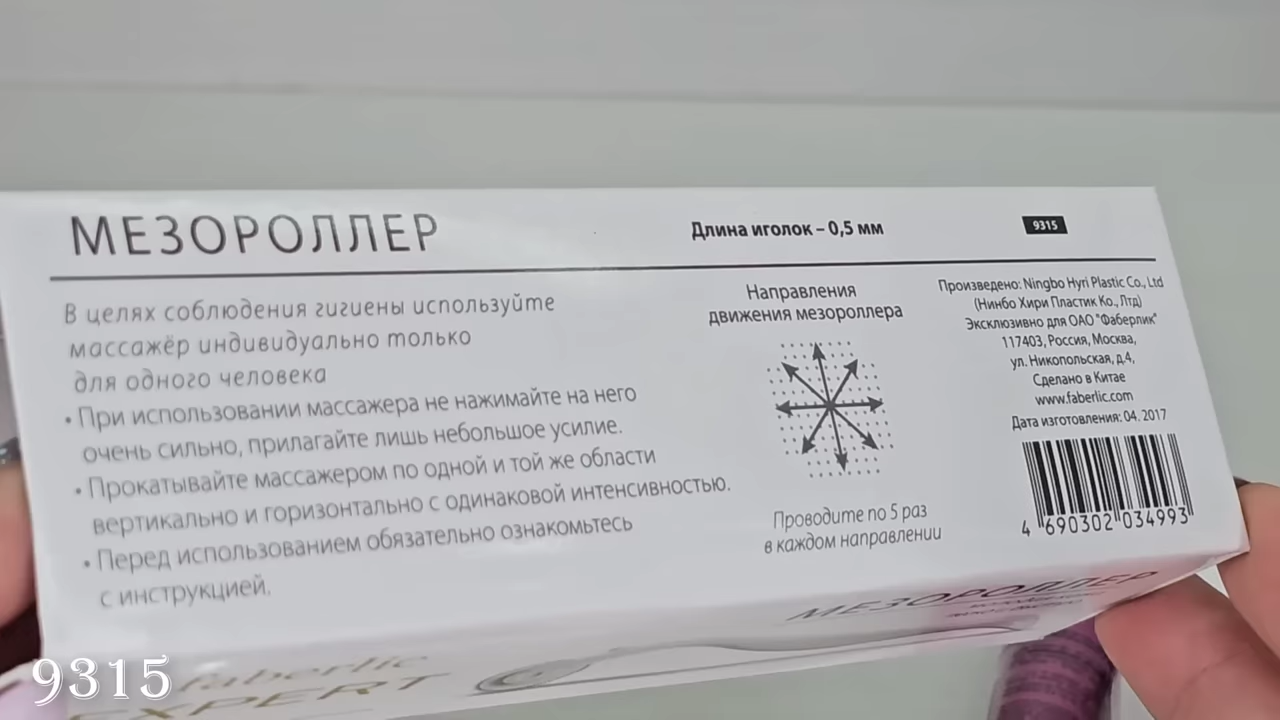 МЕЗОРОЛЛЕР
Длина иголок – 0,5 мм
9315
В целях соблюдения гигиены используйте
массажёр индивидуально только
для одного человека
• При использовании массажера не нажимайте на него
очень сильно, прилагайте лишь небольшое усилие.
• Прокатывайте массажером по одной и той же области
вертикально и горизонтально с одинаковой интенсивностью.
• Перед использованием обязательно ознакомьтесь
с инструкцией.
Направления
движения мезороллера
Проводите по 5 раз
в каждом направлении
Произведено: Ningbo Hyri Plastic Co., Ltd
(Нинбо Хири Пластик Ко., Лтд)
Эксклюзивно для ОАО "Фаберлик"
117403, Россия, Москва,
ул. Никопольская, д.4,
Сделано в Китае
www.faberlic.com
Дата изготовления: 04. 2017
4 690302 034993
МЕЗОРОЛЛЕР
faberlic
EXPERT
9315